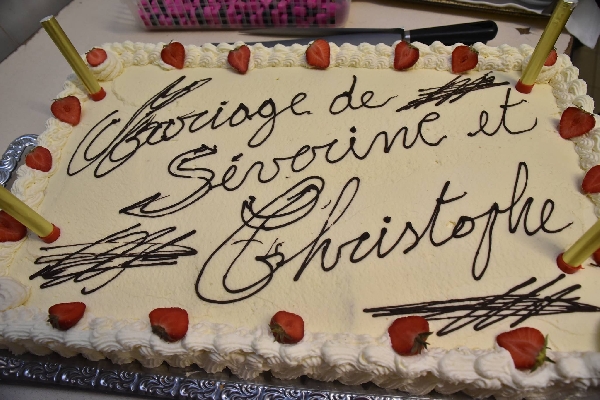 Mariage de
Séverine et
Christophe